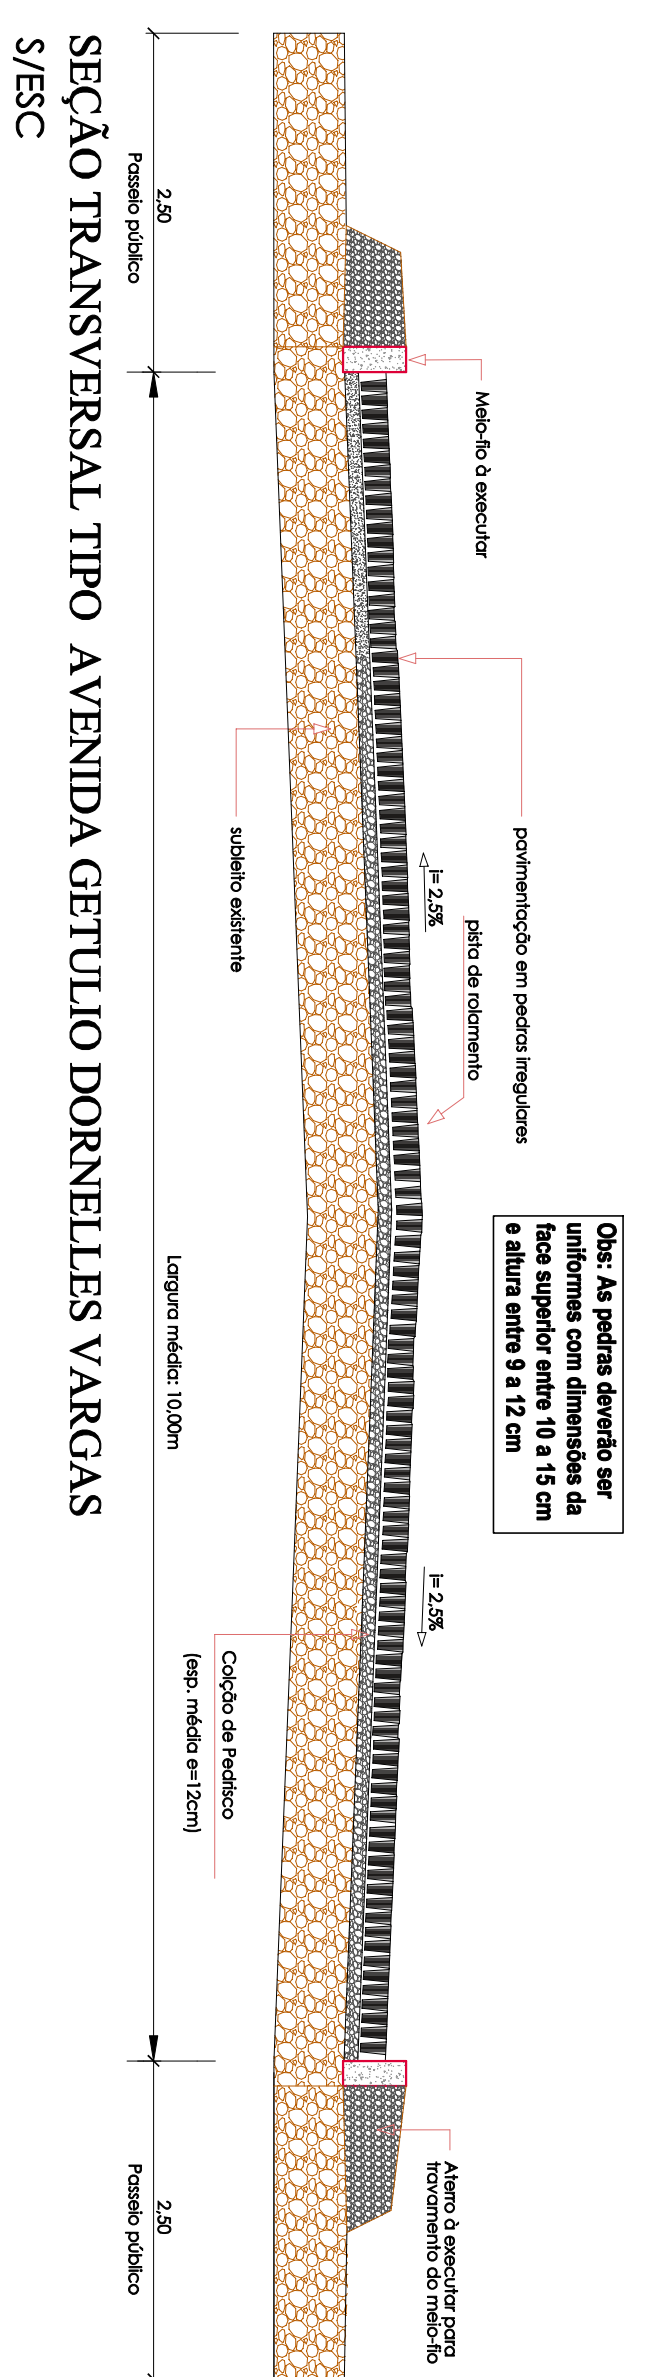 Obs: As pedras deverão ser
uniformes com dimensões da
face superior entre 10 a 15 cm
e altura entre 9 a 12 cm
pavimentação em pedras irregulares
Meio-fio à executar
pista de rolamento
i= 2,5%
i= 2,5%
Aterro à executar para
travamento do meio-fio
subleito existente
Colção de Pedrisco
(esp. média e=12cm)
2,50
Passeio público
Largura média: 10,00m
2,50
Passeio público
SEÇÃO TRANSVERSAL TIPO AVENIDA GETULIO DORNELLES VARGAS
S/ESC